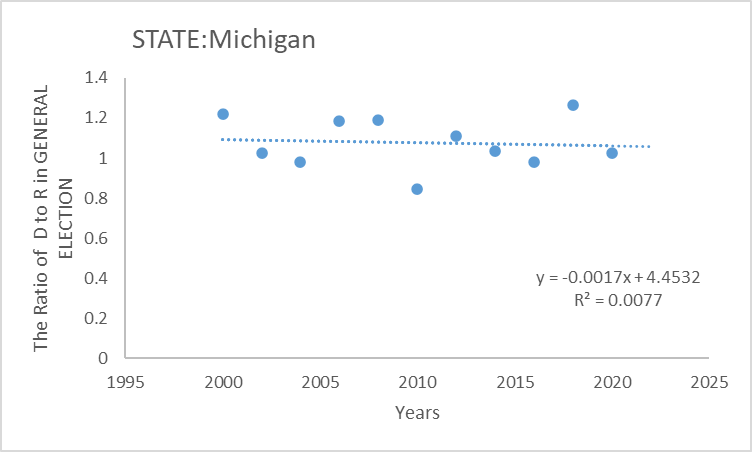 STATE:Michigan
The Ratio of D to R in GENERAL
ELECTION
1.4
1.2
1
0.8
0.6
0.4
0.2
0
y = -0.0017x + 4.4532
R² = 0.0077
1995 2000 2005 2010 2015 2020 2025
Years